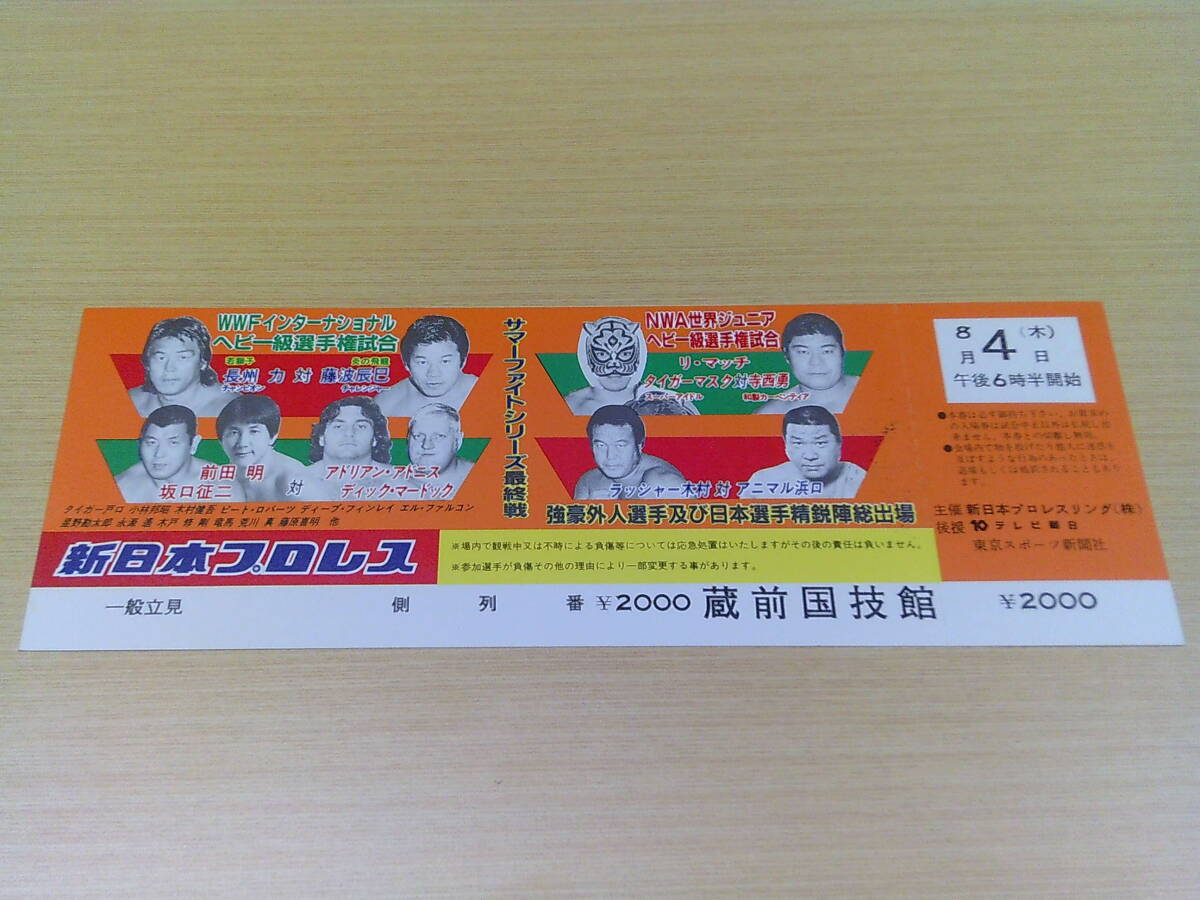 WWFインターナショナル
ヘビー級選手権試合
若獅子
長州 力 対 藤波辰巳
炎の飛龍
チャンピオン
チャレンジャー
前田 明
坂口征二
対
アドリアン・アドニス
ディック・マードック
タイガー戸口 小林邦昭 木村健吾 ピート・ロバーツ デイブ・フィンレイ エル・ファルコン
星野勘太郎 永源 遙 木戸 修 剛 竜馬 荒川 真 藤原喜明 他
サマーファイトシリーズ最終戦
NWA世界ジュニア
ヘビー級選手権試合
リ・マッチ
タイガーマスク 対 寺西勇
スーパーアイドル
和製カーペンティア
ラッシャー木村 対 アニマル浜口
強豪外人選手及び日本選手精鋭陣総出場
新日本プロレス
※場内で観戦中又は不時による負傷等については応急処置はいたしますがその後の責任は負いません。
※参加選手が負傷その他の理由により一部変更する事があります。
一般立見 側 列 番 ¥2000 蔵前国技館 ¥2000
8月4日(木)
午後6時半開始
主催 新日本プロレスリング(株)
後援 10テレビ朝日
東京スポーツ新聞社